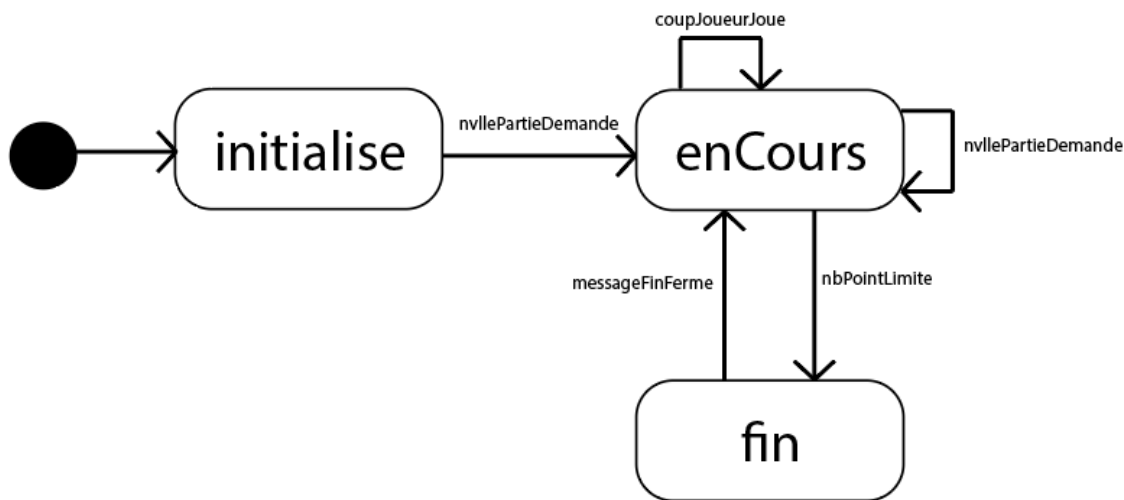 coupJoueurJoue
initialise
nvllePartieDemande
enCours
nvllePartieDemande
messageFinFerme
nbPointLimite
fin